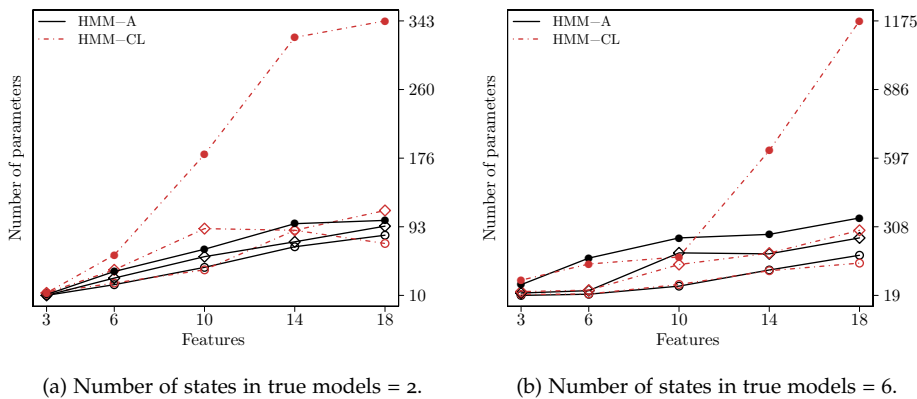 HMM−A
HMM−CL
Number of parameters
343
260
176
93
10
3 6 10 14 18
Features
(a) Number of states in true models = 2.
HMM−A
HMM−CL
Number of parameters
1175
886
597
308
19
3 6 10 14 18
Features
(b) Number of states in true models = 6.